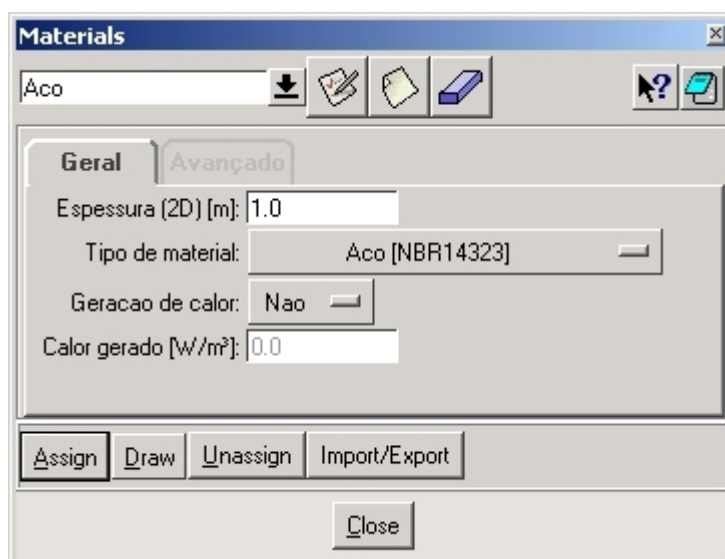 Materials
Aco
Geral Avançado
Espessura (2D) [m]: 1.0
Tipo de material: Aco [NBR14323]
Geracao de calor: Nao
Calor gerado [W/m³]: 0.0
Assign Draw Unassign Import/Export
Close